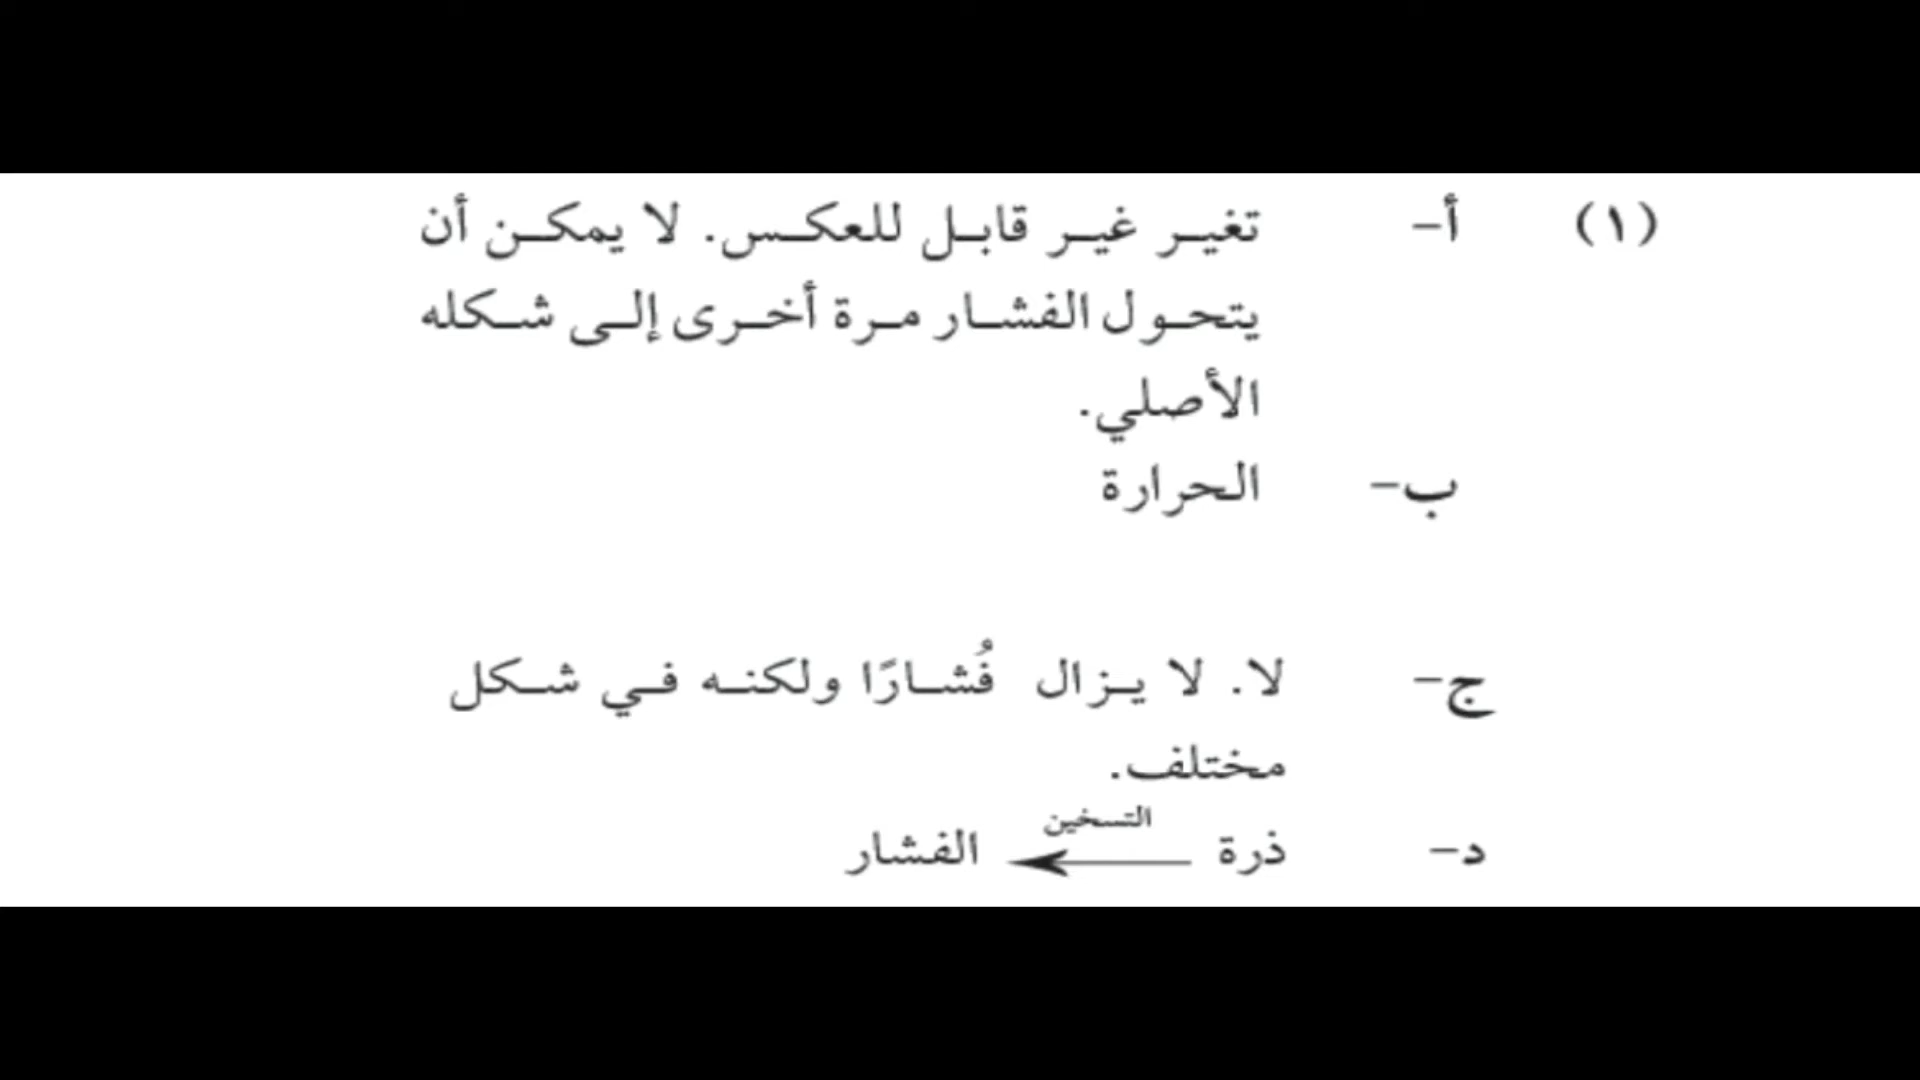 (١) أ- تغير غير قابل للعكس. لا يمكن أن
يتحول الفشار مرة أخرى إلى شكله
الأصلي.
ب- الحرارة
ج- لا. لا يزال فُشارًا ولكنه في شكل
مختلف.
التسخين
د- ذرة ← الفشار